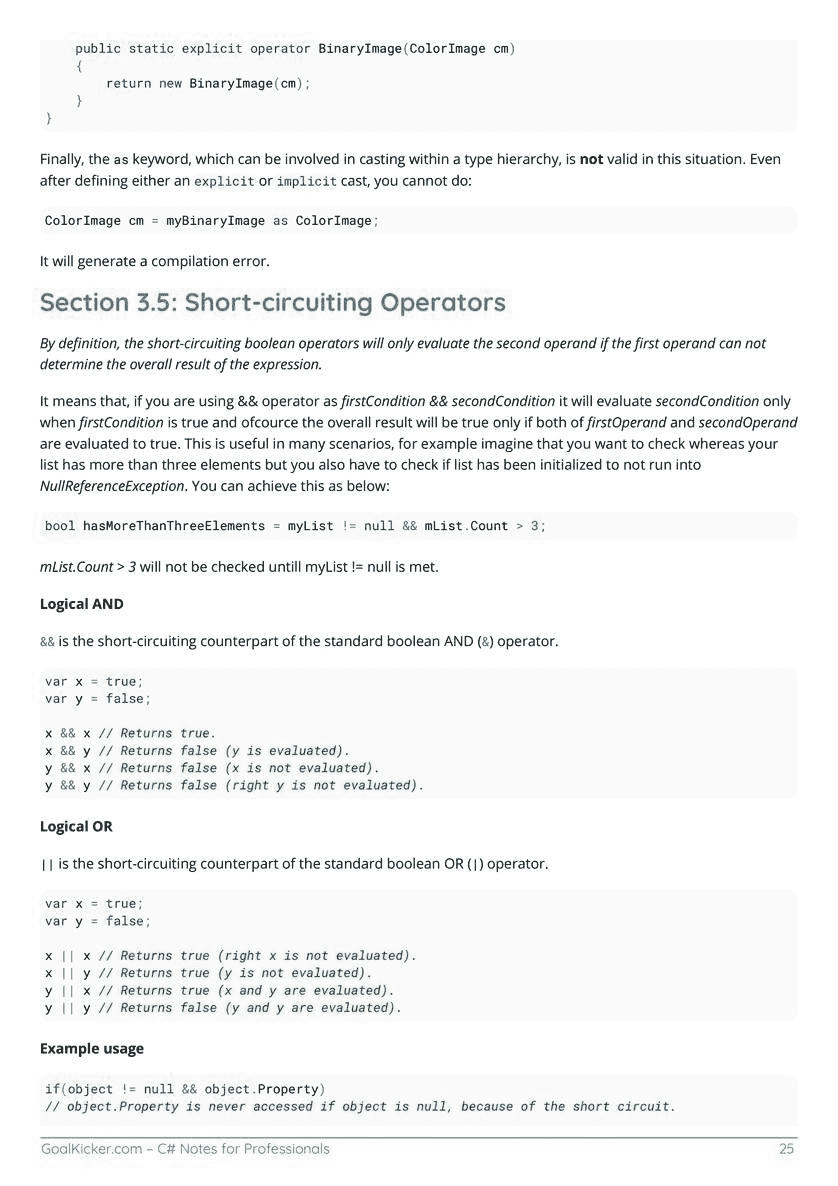 public static explicit operator BinaryImage(ColorImage cm)
    {
        return new BinaryImage(cm);
    }
}
Finally, the as keyword, which can be involved in casting within a type hierarchy, is not valid in this situation. Even
after defining either an explicit or implicit cast, you cannot do:
ColorImage cm = myBinaryImage as ColorImage;
It will generate a compilation error.
Section 3.5: Short-circuiting Operators
By definition, the short-circuiting boolean operators will only evaluate the second operand if the first operand can not
determine the overall result of the expression.
It means that, if you are using && operator as firstCondition && secondCondition it will evaluate secondCondition only
when firstCondition is true and ofcource the overall result will be true only if both of firstOperand and secondOperand
are evaluated to true. This is useful in many scenarios, for example imagine that you want to check whereas your
list has more than three elements but you also have to check if list has been initialized to not run into
NullReferenceException. You can achieve this as below:
bool hasMoreThanThreeElements = myList != null && mList.Count > 3;
mList.Count > 3 will not be checked untill myList != null is met.
Logical AND
&& is the short-circuiting counterpart of the standard boolean AND (&) operator.
var x = true;
var y = false;
x && x // Returns true.
x && y // Returns false (y is evaluated).
y && x // Returns false (x is not evaluated).
y && y // Returns false (right y is not evaluated).
Logical OR
|| is the short-circuiting counterpart of the standard boolean OR (|) operator.
var x = true;
var y = false;
x || x // Returns true (right x is not evaluated).
x || y // Returns true (y is not evaluated).
y || x // Returns true (x and y are evaluated).
y || y // Returns false (y and y are evaluated).
Example usage
if(object != null && object.Property)
// object.Property is never accessed if object is null, because of the short circuit.
GoalKicker.com – C# Notes for Professionals 25